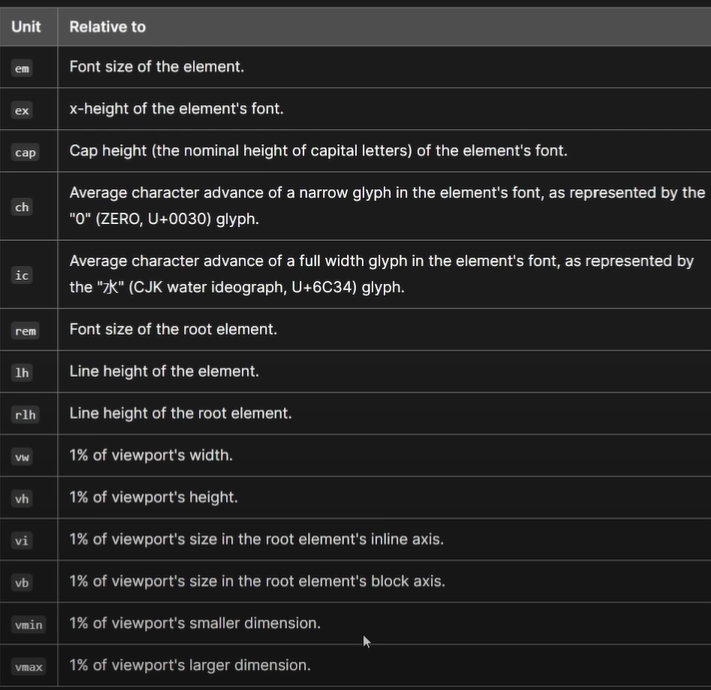 Unit Relative to
em Font size of the element.
ex x-height of the element's font.
cap Cap height (the nominal height of capital letters) of the element's font.
ch Average character advance of a narrow glyph in the element's font, as represented by the
"0" (ZERO, U+0030) glyph.
ic Average character advance of a full width glyph in the element's font, as represented by
the "水" (CJK water ideograph, U+6C34) glyph.
rem Font size of the root element.
lh Line height of the element.
rlh Line height of the root element.
vw 1% of viewport's width.
vh 1% of viewport's height.
vi 1% of viewport's size in the root element's inline axis.
vb 1% of viewport's size in the root element's block axis.
vmin 1% of viewport's smaller dimension.
vmax 1% of viewport's larger dimension.